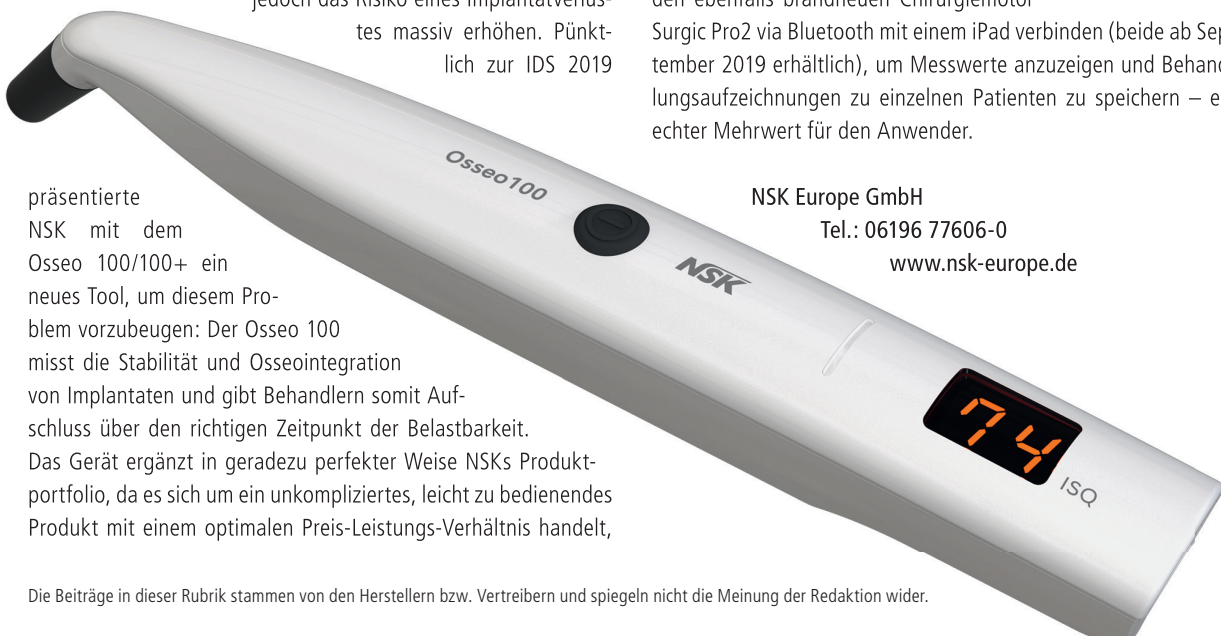 jedoch das Risiko eines Implantatverlus-
tes massiv erhöhen. Pünkt-
lich zur IDS 2019
präsentierte
NSK mit dem
Osseo 100/100+ ein
neues Tool, um diesem Pro-
blem vorzubeugen: Der Osseo 100
misst die Stabilität und Osseointegration
von Implantaten und gibt Behandlern somit Auf-
schluss über den richtigen Zeitpunkt der Belastbarkeit.
Das Gerät ergänzt in geradezu perfekter Weise NSKs Produkt-
portfolio, da es sich um ein unkompliziertes, leicht zu bedienendes
Produkt mit einem optimalen Preis-Leistungs-Verhältnis handelt,
den ebenfalls brandneuen Chirurgiemotor
Surgic Pro2 via Bluetooth mit einem iPad verbinden (beide ab Sep
tember 2019 erhältlich), um Messwerte anzuzeigen und Behand
lungsaufzeichnungen zu einzelnen Patienten zu speichern – e
echter Mehrwert für den Anwender.
NSK Europe GmbH
Tel.: 06196 77606-0
www.nsk-europe.de
Osseo100
NSK
74
ISQ
Die Beiträge in dieser Rubrik stammen von den Herstellern bzw. Vertreibern und spiegeln nicht die Meinung der Redaktion wider.